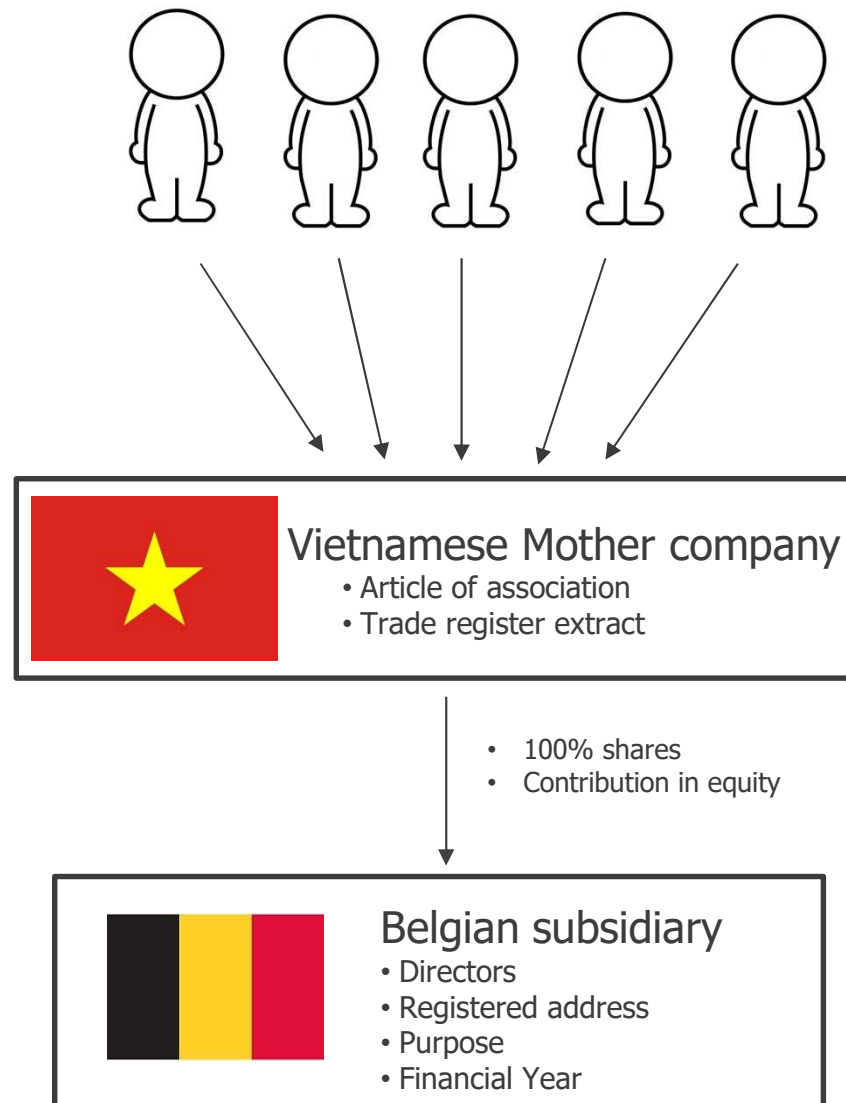 Vietnamese Mother company
• Article of association
• Trade register extract
• 100% shares
• Contribution in equity
Belgian subsidiary
• Directors
• Registered address
• Purpose
• Financial Year